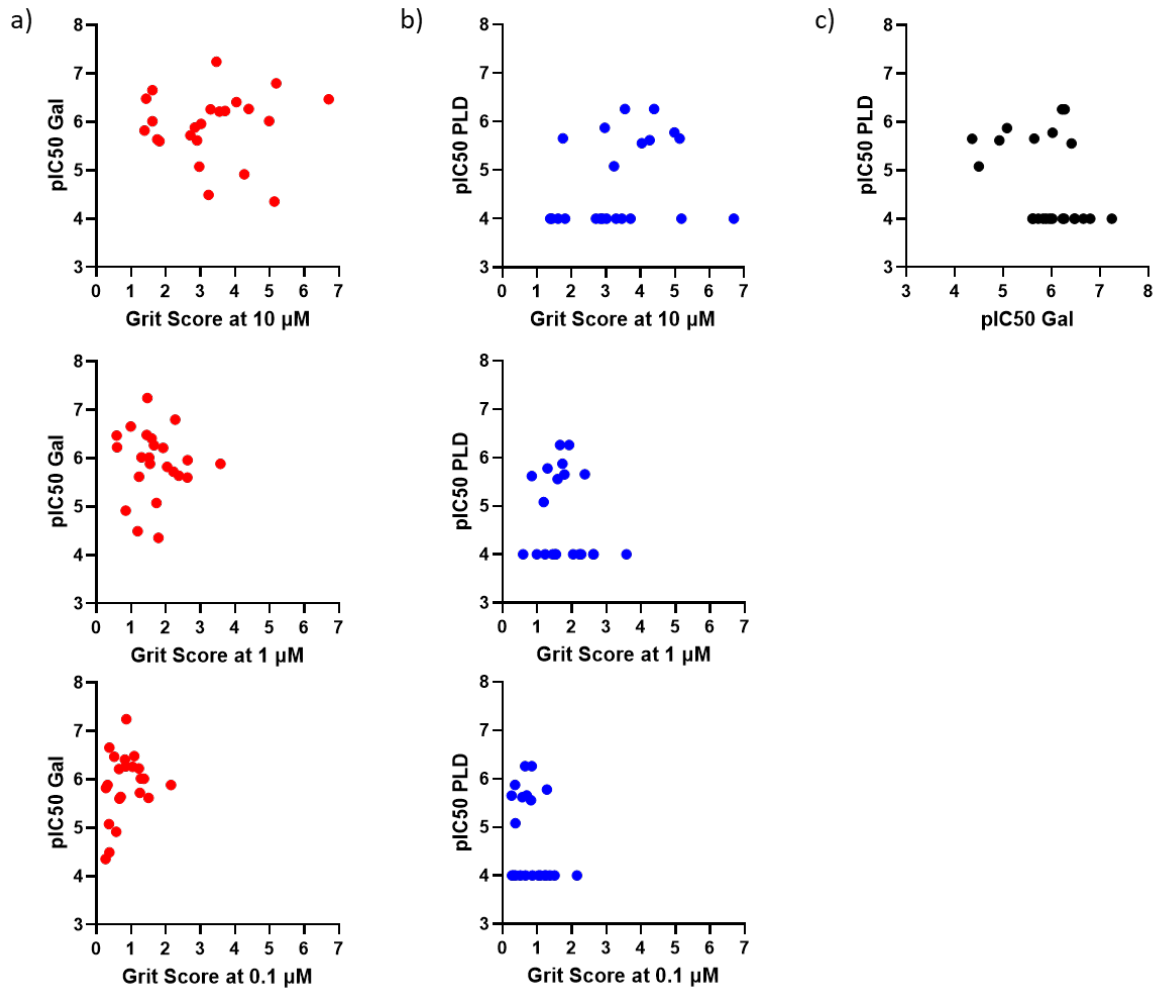 a)
8
7
6
5
4
3
pIC50 Gal
0 1 2 3 4 5 6 7
Grit Score at 10 µM
b)
8
7
6
5
4
3
pIC50 PLD
0 1 2 3 4 5 6 7
Grit Score at 10 µM
c)
8
7
6
5
4
3
pIC50 PLD
3 4 5 6 7 8
pIC50 Gal
8
7
6
5
4
3
pIC50 Gal
0 1 2 3 4 5 6 7
Grit Score at 1 µM
8
7
6
5
4
3
pIC50 PLD
0 1 2 3 4 5 6 7
Grit Score at 1 µM
8
7
6
5
4
3
pIC50 Gal
0 1 2 3 4 5 6 7
Grit Score at 0.1 µM
8
7
6
5
4
3
pIC50 PLD
0 1 2 3 4 5 6 7
Grit Score at 0.1 µM